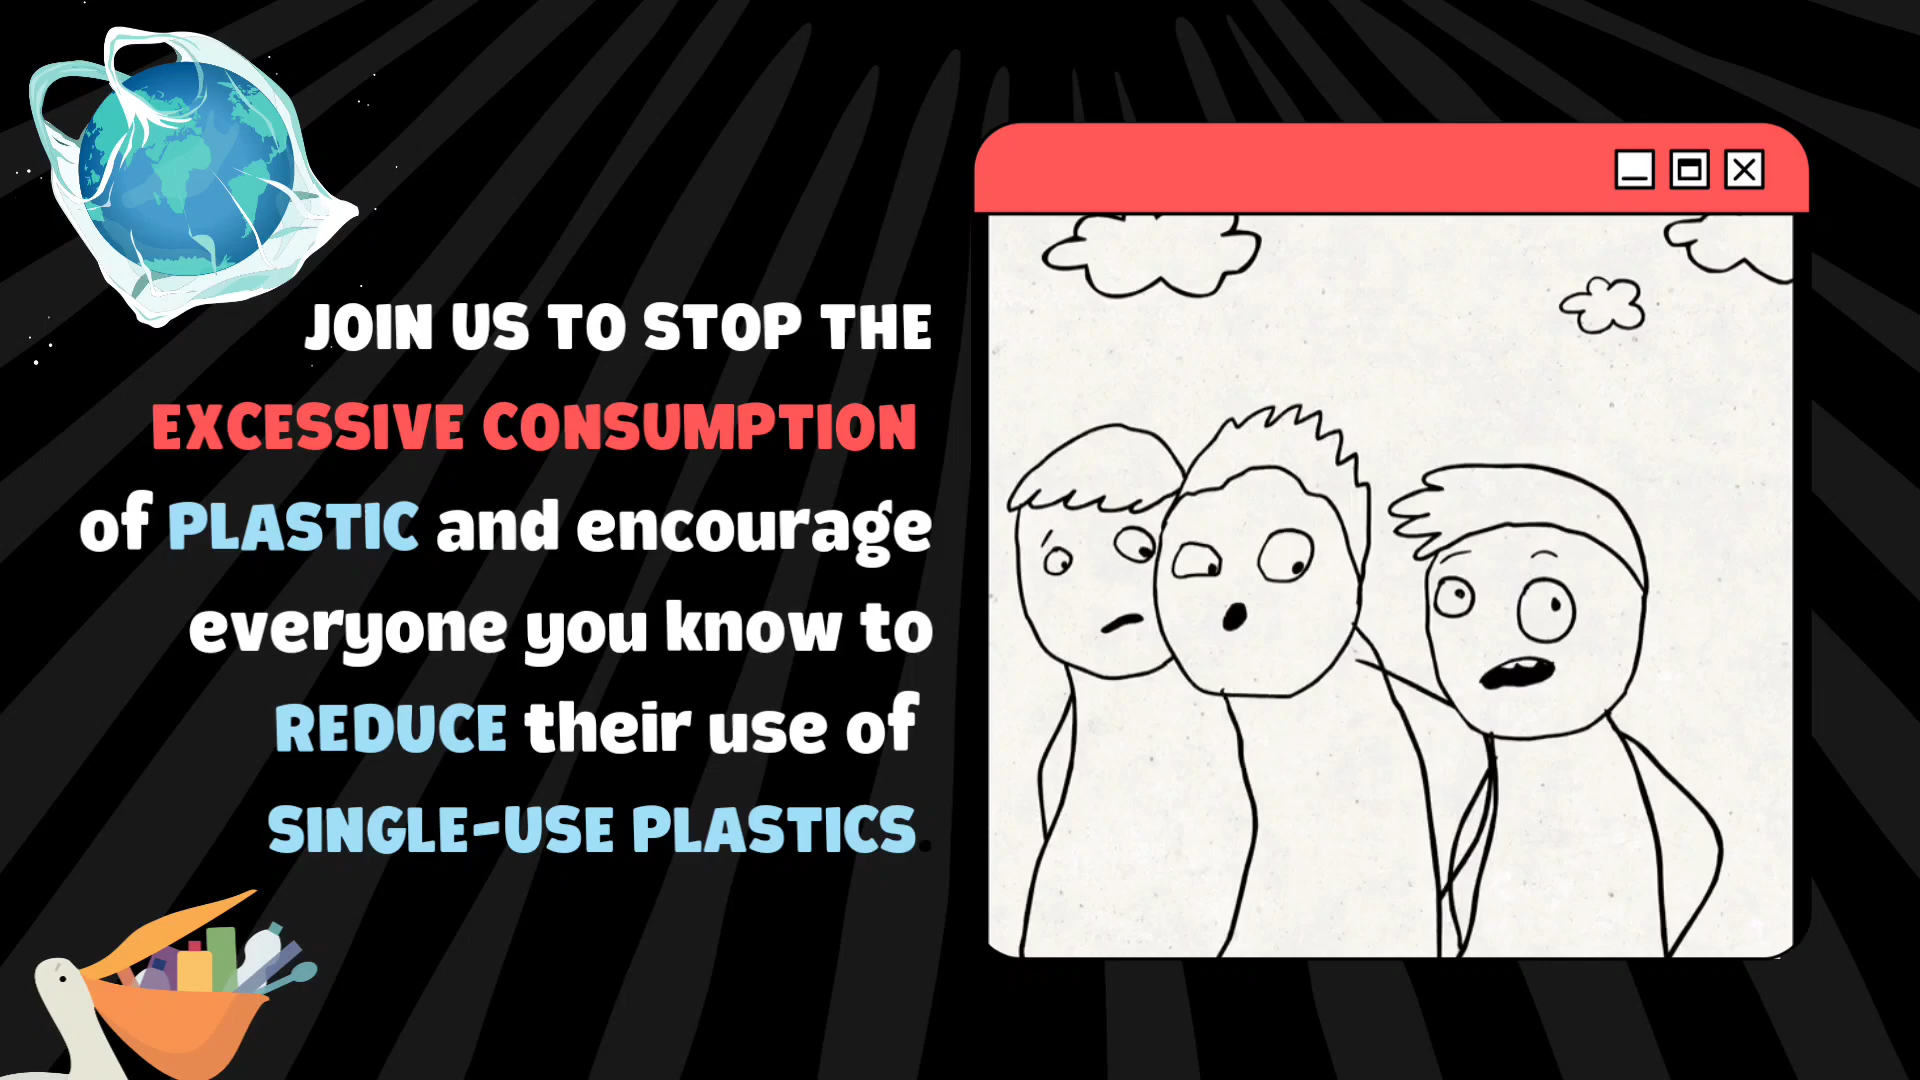 JOIN US TO STOP THE
EXCESSIVE CONSUMPTION
of PLASTIC and encourage
everyone you know to
REDUCE their use of
SINGLE-USE PLASTICS.